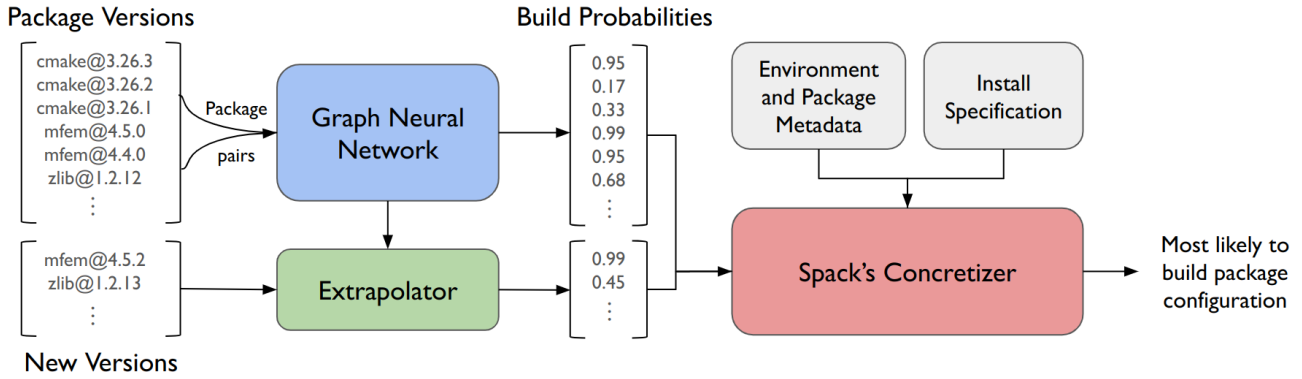 Package Versions
cmake@3.26.3
cmake@3.26.2
cmake@3.26.1
mfem@4.5.0
mfem@4.4.0
zlib@1.2.12
⋮
Package
pairs
Graph Neural
Network
Build Probabilities
0.95
0.17
0.33
0.99
0.95
0.68
⋮
Environment
and Package
Metadata
Install
Specification
mfem@4.5.2
zlib@1.2.13
⋮
New Versions
Extrapolator
0.99
0.45
⋮
Spack's Concretizer
Most likely to
build package
configuration